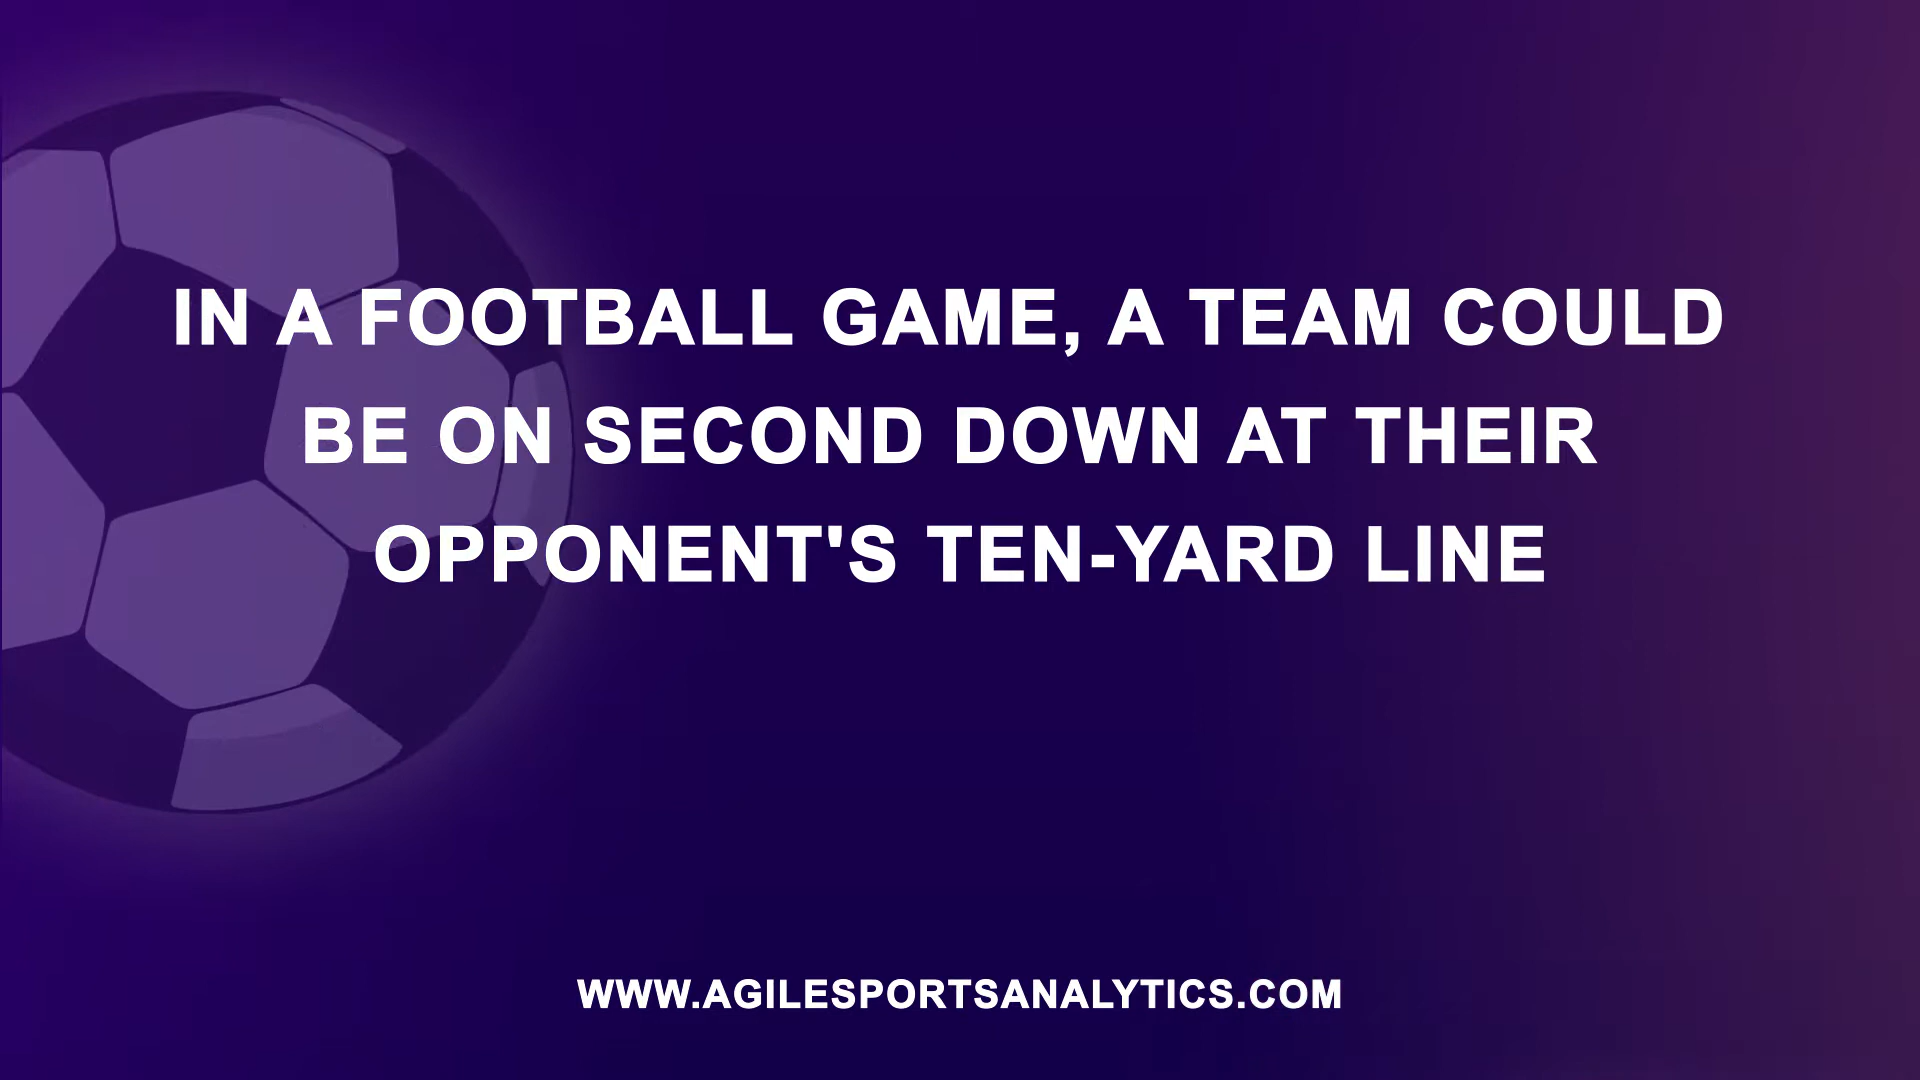 IN A FOOTBALL GAME, A TEAM COULD
BE ON SECOND DOWN AT THEIR
OPPONENT'S TEN-YARD LINE
WWW.AGILESPORTSANALYTICS.COM